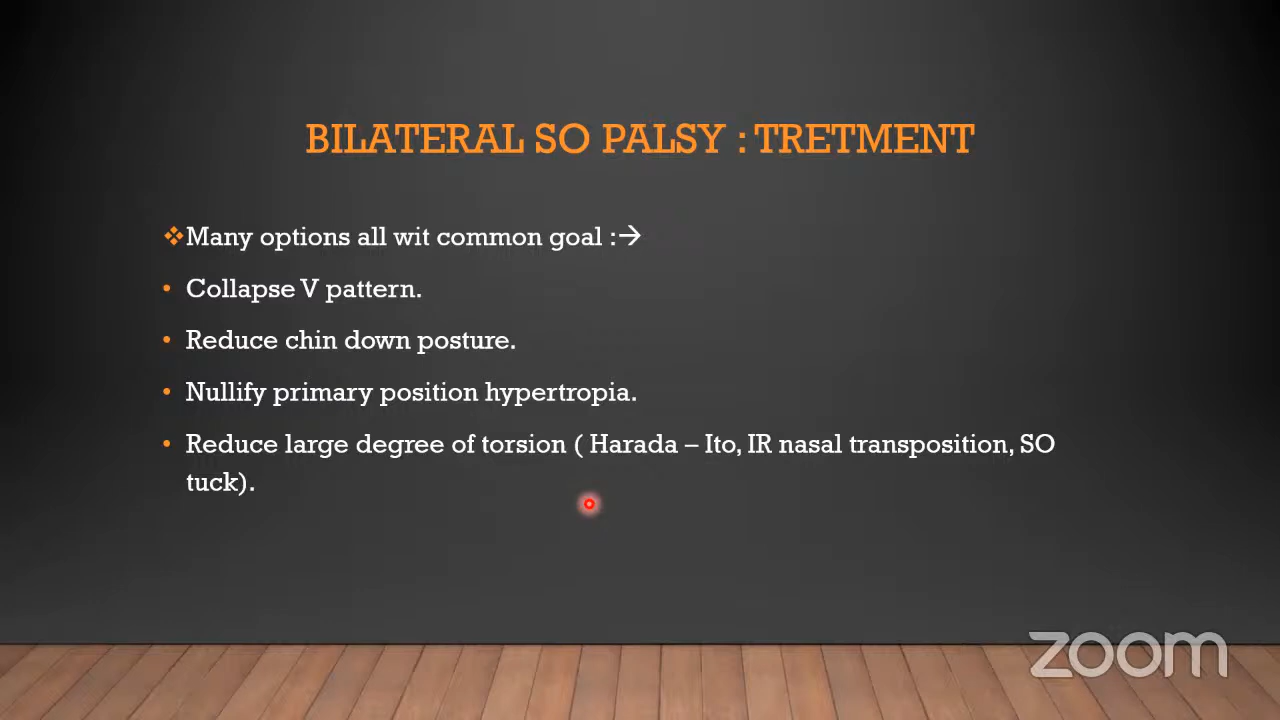 BILATERAL SO PALSY : TRETMENT
❖Many options all wit common goal :→
• Collapse V pattern.
• Reduce chin down posture.
• Nullify primary position hypertropia.
• Reduce large degree of torsion ( Harada – Ito, IR nasal transposition, SO
tuck).
zoom